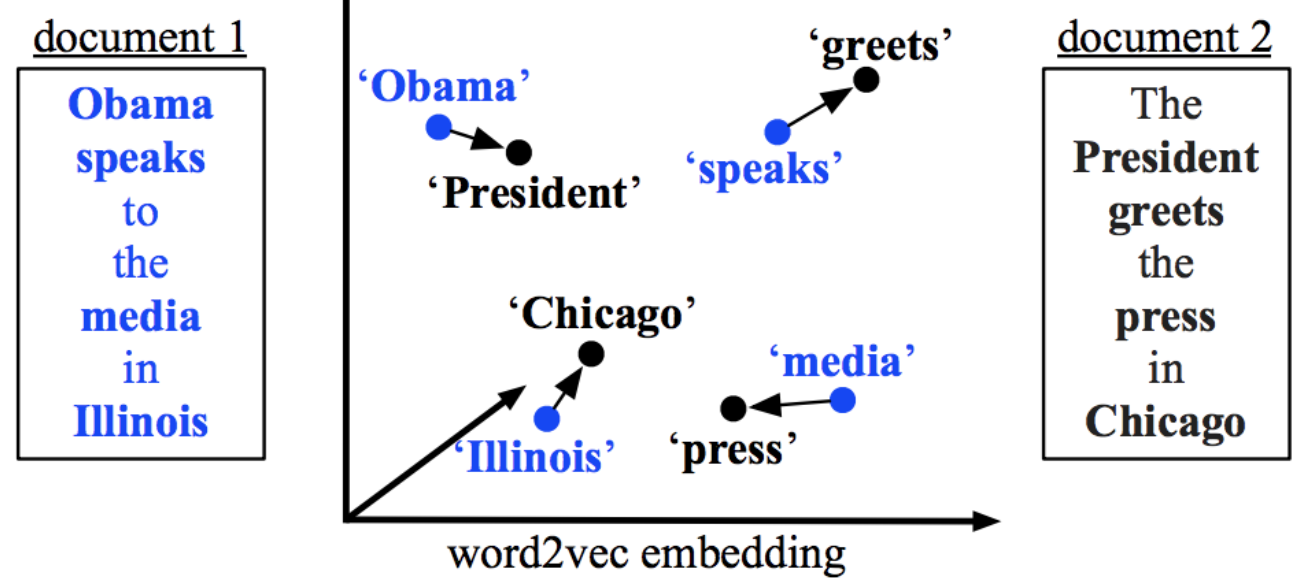 document 1
Obama
speaks
to
the
media
in
Illinois
‘Obama’
‘President’
‘greets’
‘speaks’
‘Chicago’
‘Illinois’
‘media’
‘press’
word2vec embedding
document 2
The
President
greets
the
press
in
Chicago